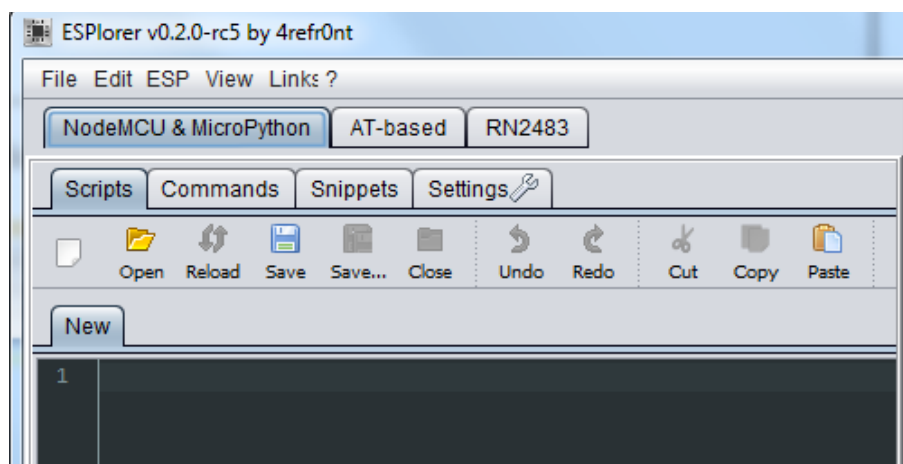 ESPlorer v0.2.0-rc5 by 4refr0nt
File Edit ESP View Links ?
NodeMCU & MicroPython AT-based RN2483
Scripts Commands Snippets Settings
Open Reload Save Save... Close Undo Redo Cut Copy Paste
New
1